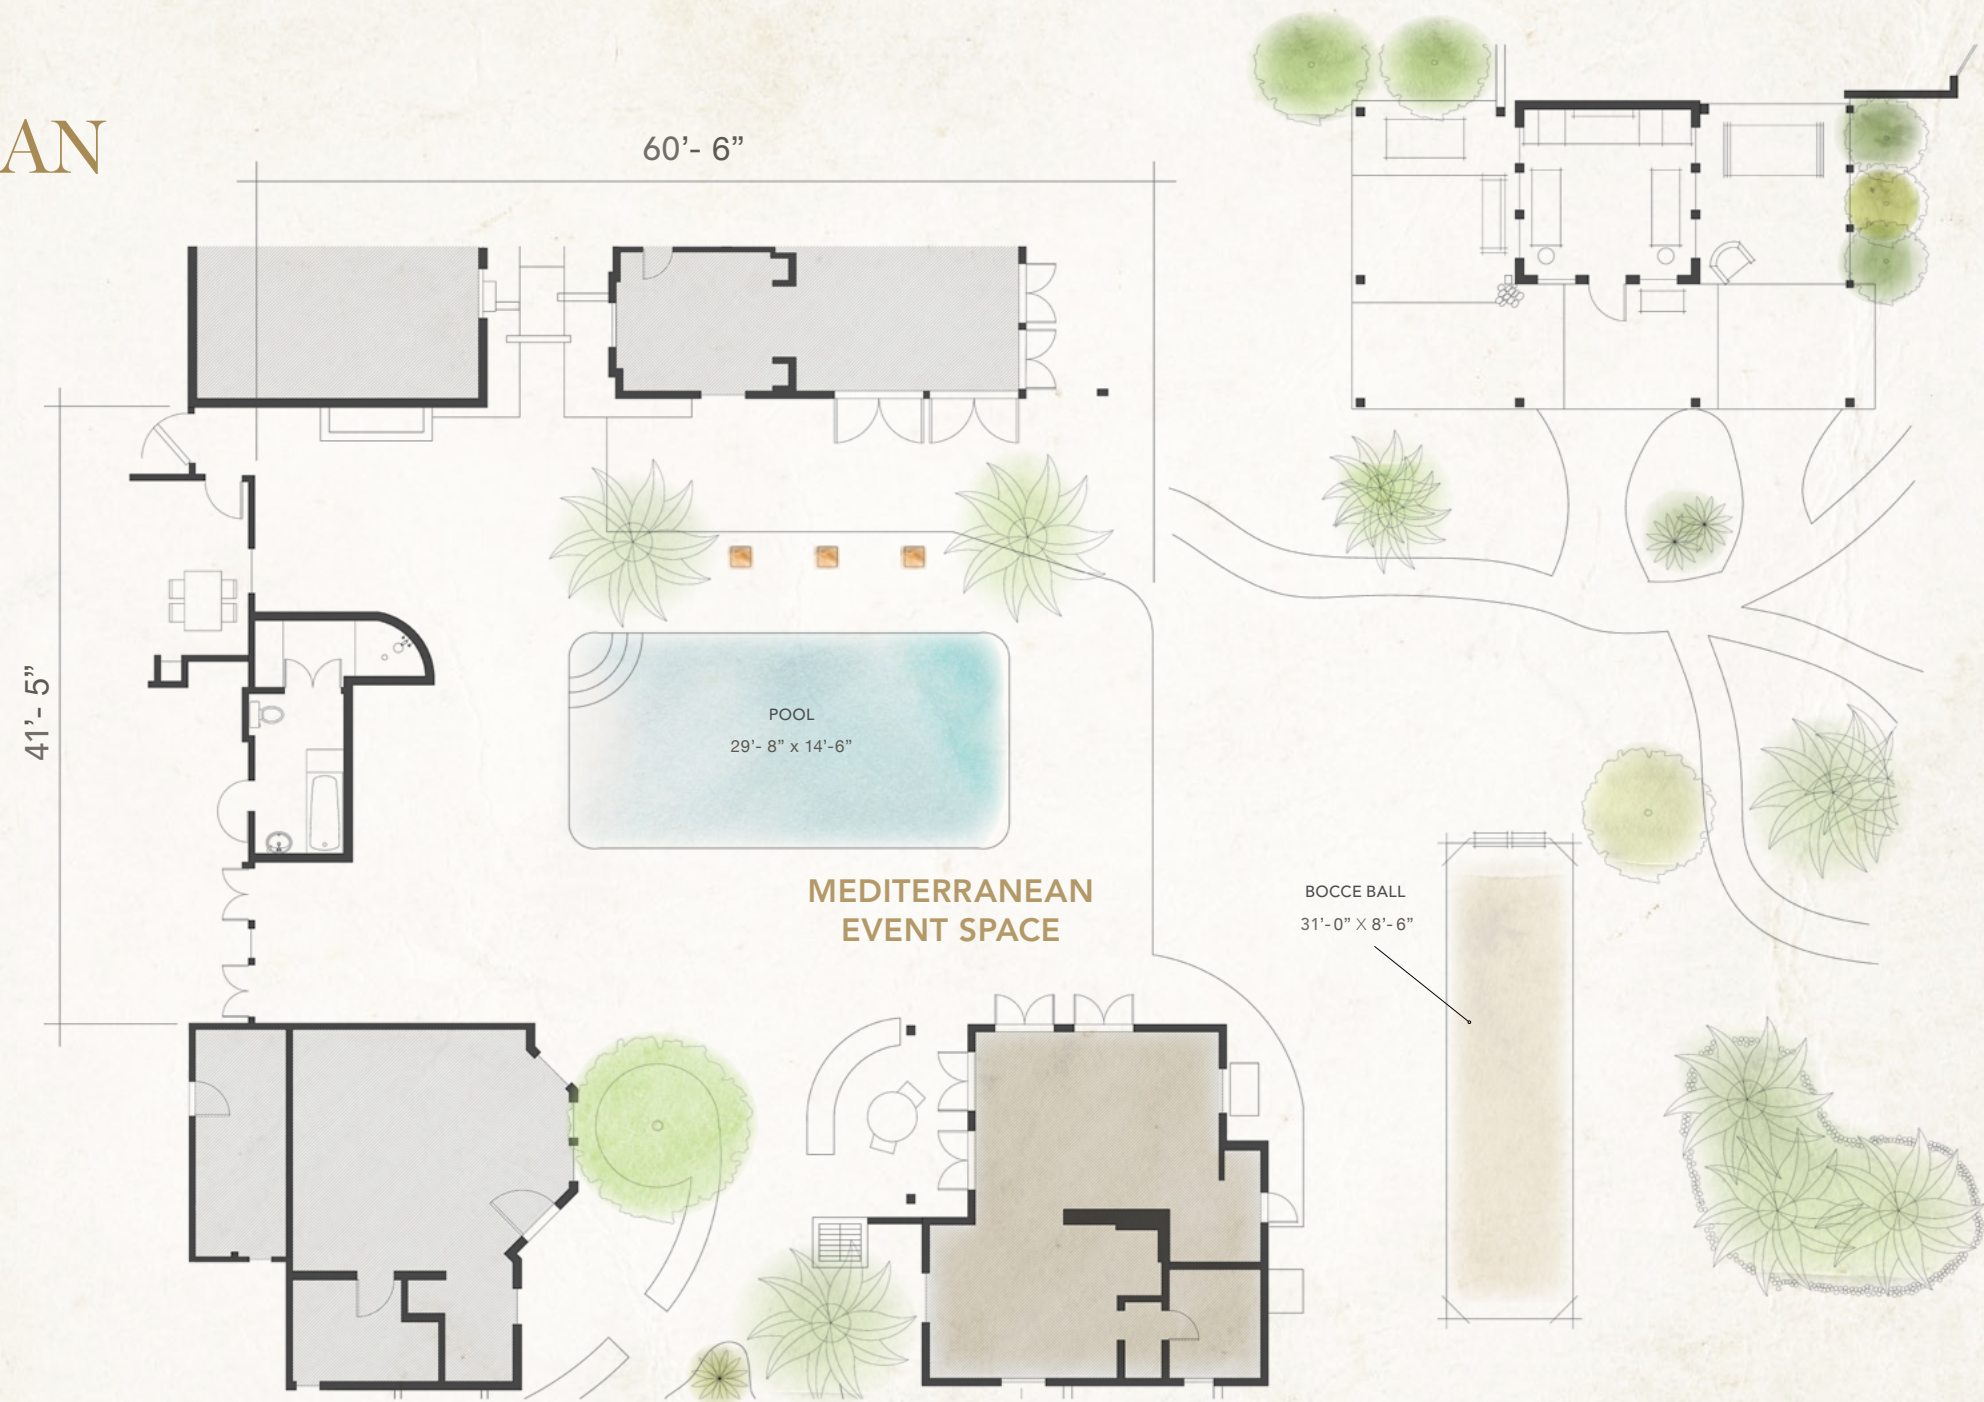 AN
60’- 6”
41’- 5”
POOL
29’- 8” x 14’-6”
MEDITERRANEAN
EVENT SPACE
BOCCE BALL
31’-0” X 8’-6”